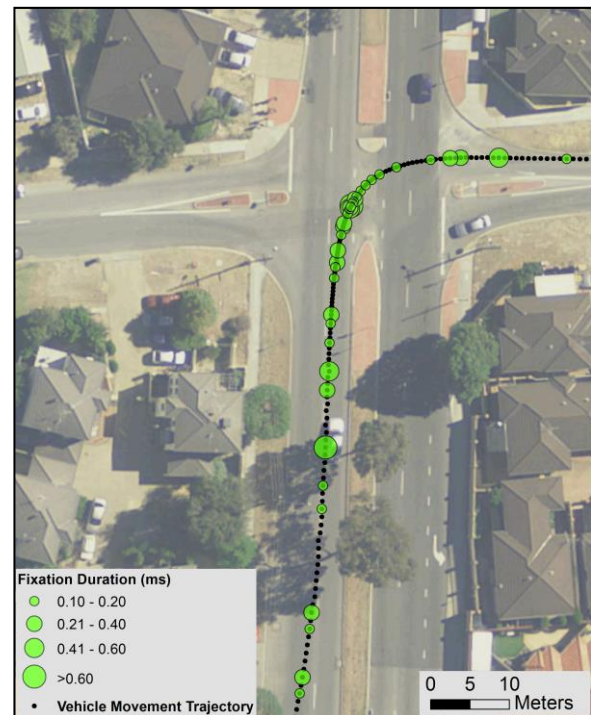 Fixation Duration (ms)
0.10 - 0.20
0.21 - 0.40
0.41 - 0.60
>0.60
Vehicle Movement Trajectory
0 5 10
Meters